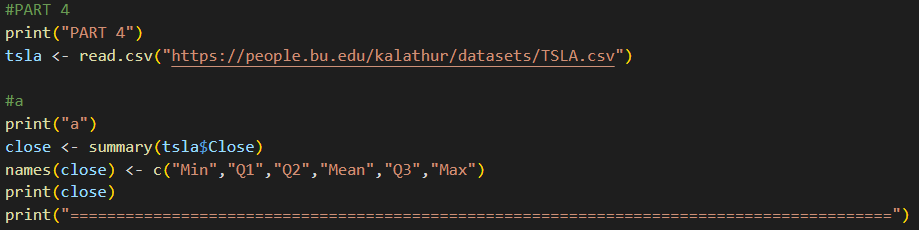 #PART 4
print("PART 4")
tsla <- read.csv("https://people.bu.edu/kalathur/datasets/TSLA.csv")
#a
print("a")
close <- summary(tsla$Close)
names(close) <- c("Min","Q1","Q2","Mean","Q3","Max")
print(close)
print("==========================================================================================")